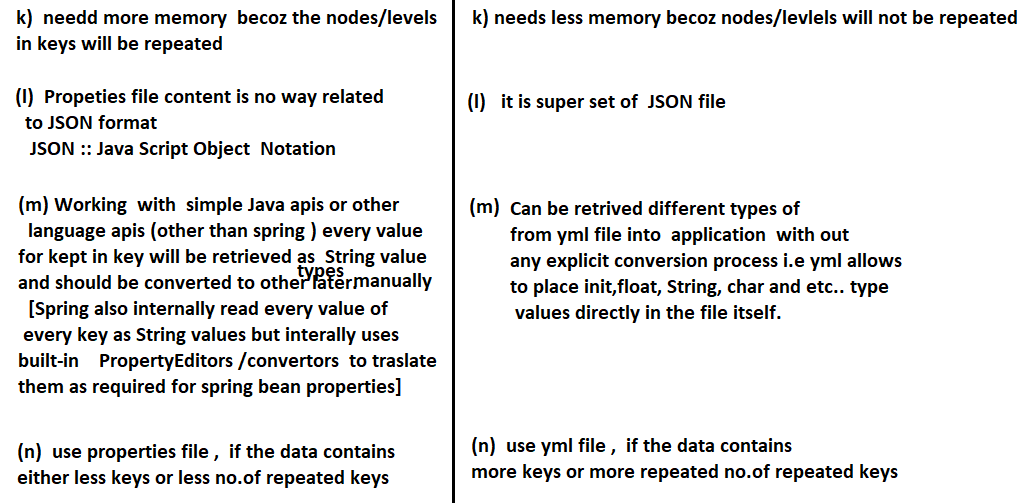 k) needd more memory becoz the nodes/levels
in keys will be repeated
(l) Propeties file content is no way related
to JSON format
JSON :: Java Script Object Notation
(m) Working with simple Java apis or other
language apis (other than spring ) every value
for kept in key will be retrieved as String value
and should be converted to other types later manually
[Spring also internally read every value of
every key as String values but interally uses
built-in PropertyEditors /convertors to traslate
them as required for spring bean properties]
(n) use properties file , if the data contains
either less keys or less no.of repeated keys
k) needs less memory becoz nodes/levlels will not be repeated
(l) it is super set of JSON file
(m) Can be retrived different types of
from yml file into application with out
any explicit conversion process i.e yml allows
to place init,float, String, char and etc.. type
values directly in the file itself.
(n) use yml file , if the data contains
more keys or more repeated no.of repeated keys